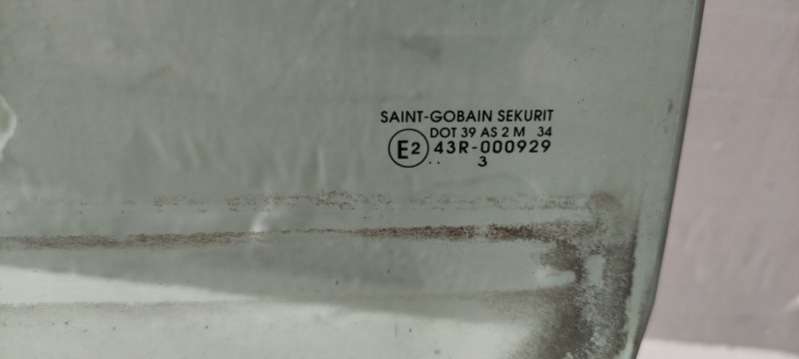 SAINT-GOBAIN SEKURIT
DOT 39 AS 2 M 34
E2 43R-000929
.. 3